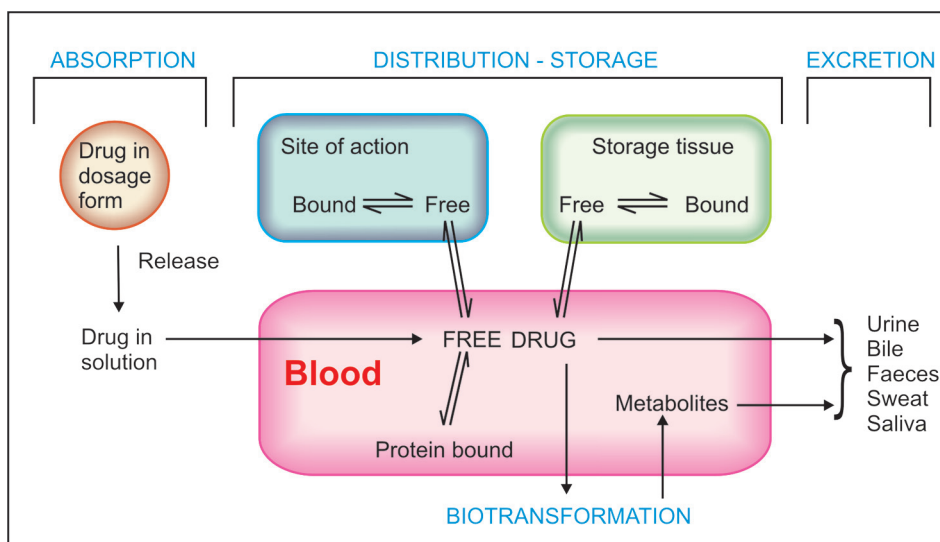 ABSORPTION
DISTRIBUTION - STORAGE
EXCRETION
Drug in
dosage
form
Site of action
Bound Free
Storage tissue
Free Bound
Release
Drug in
solution
FREE DRUG
Blood
Protein bound
Metabolites
BIOTRANSFORMATION
Urine
Bile
Faeces
Sweat
Saliva